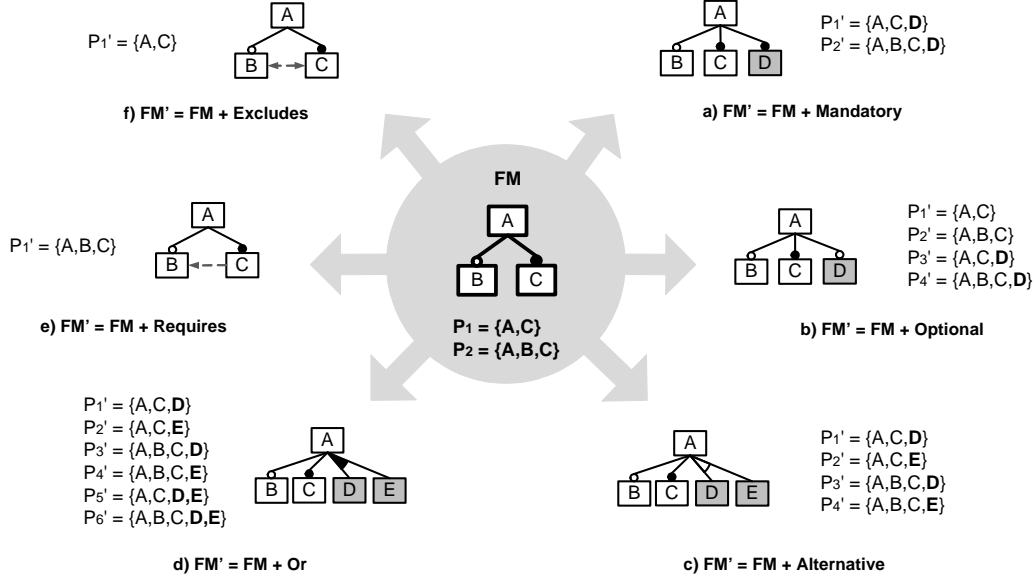 P1' = {A,C}
A
B
C
f) FM' = FM + Excludes
A
B
C
D
P1' = {A,C,D}
P2' = {A,B,C,D}
a) FM' = FM + Mandatory
FM
A
B
C
P1 = {A,C}
P2 = {A,B,C}
P1' = {A,B,C}
A
B
C
e) FM' = FM + Requires
A
B
C
D
P1' = {A,C}
P2' = {A,B,C}
P3' = {A,C,D}
P4' = {A,B,C,D}
b) FM' = FM + Optional
P1' = {A,C,D}
P2' = {A,C,E}
P3' = {A,B,C,D}
P4' = {A,B,C,E}
P5' = {A,C,D,E}
P6' = {A,B,C,D,E}
A
B
C
D
E
d) FM' = FM + Or
A
B
C
D
E
P1' = {A,C,D}
P2' = {A,C,E}
P3' = {A,B,C,D}
P4' = {A,B,C,E}
c) FM' = FM + Alternative